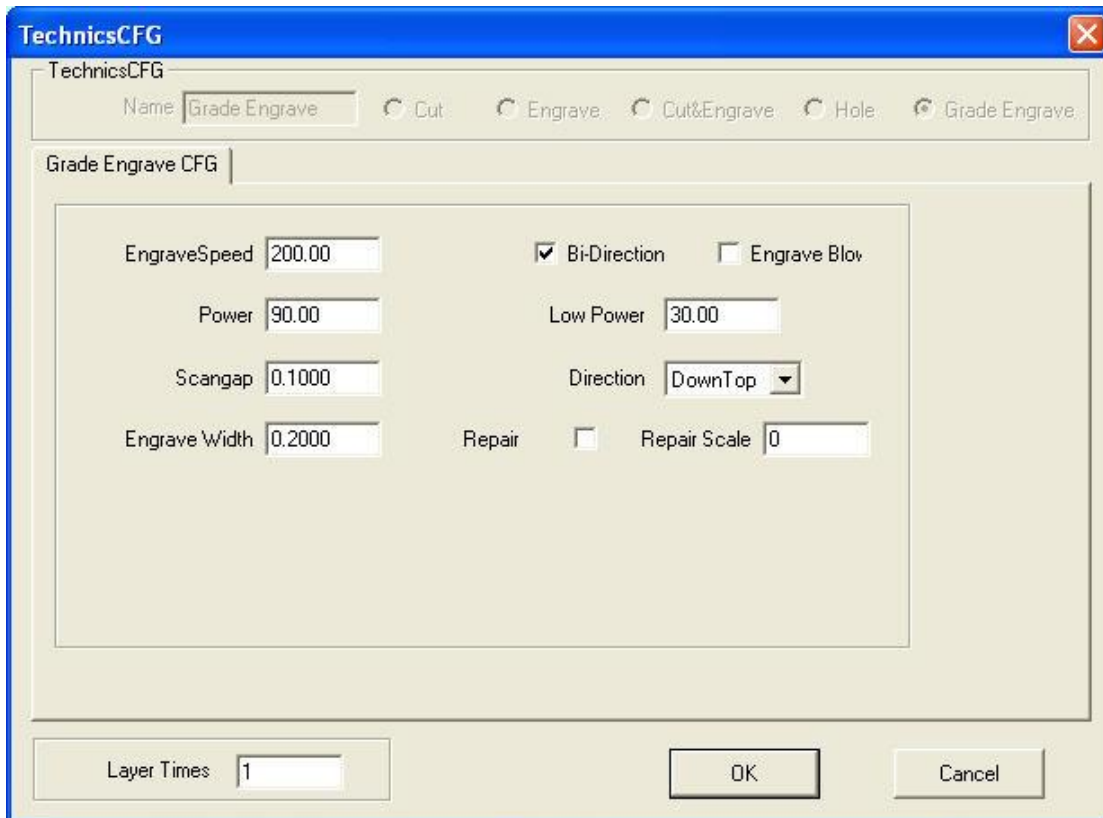 TechnicsCFG
TechnicsCFG
Name Grade Engrave Cut Engrave Cut&Engrave Hole Grade Engrave
Grade Engrave CFG
EngraveSpeed 200.00 Bi-Direction Engrave Blow
Power 90.00 Low Power 30.00
Scangap 0.1000 Direction DownTop
Engrave Width 0.2000 Repair Repair Scale 0
Layer Times 1 OK Cancel